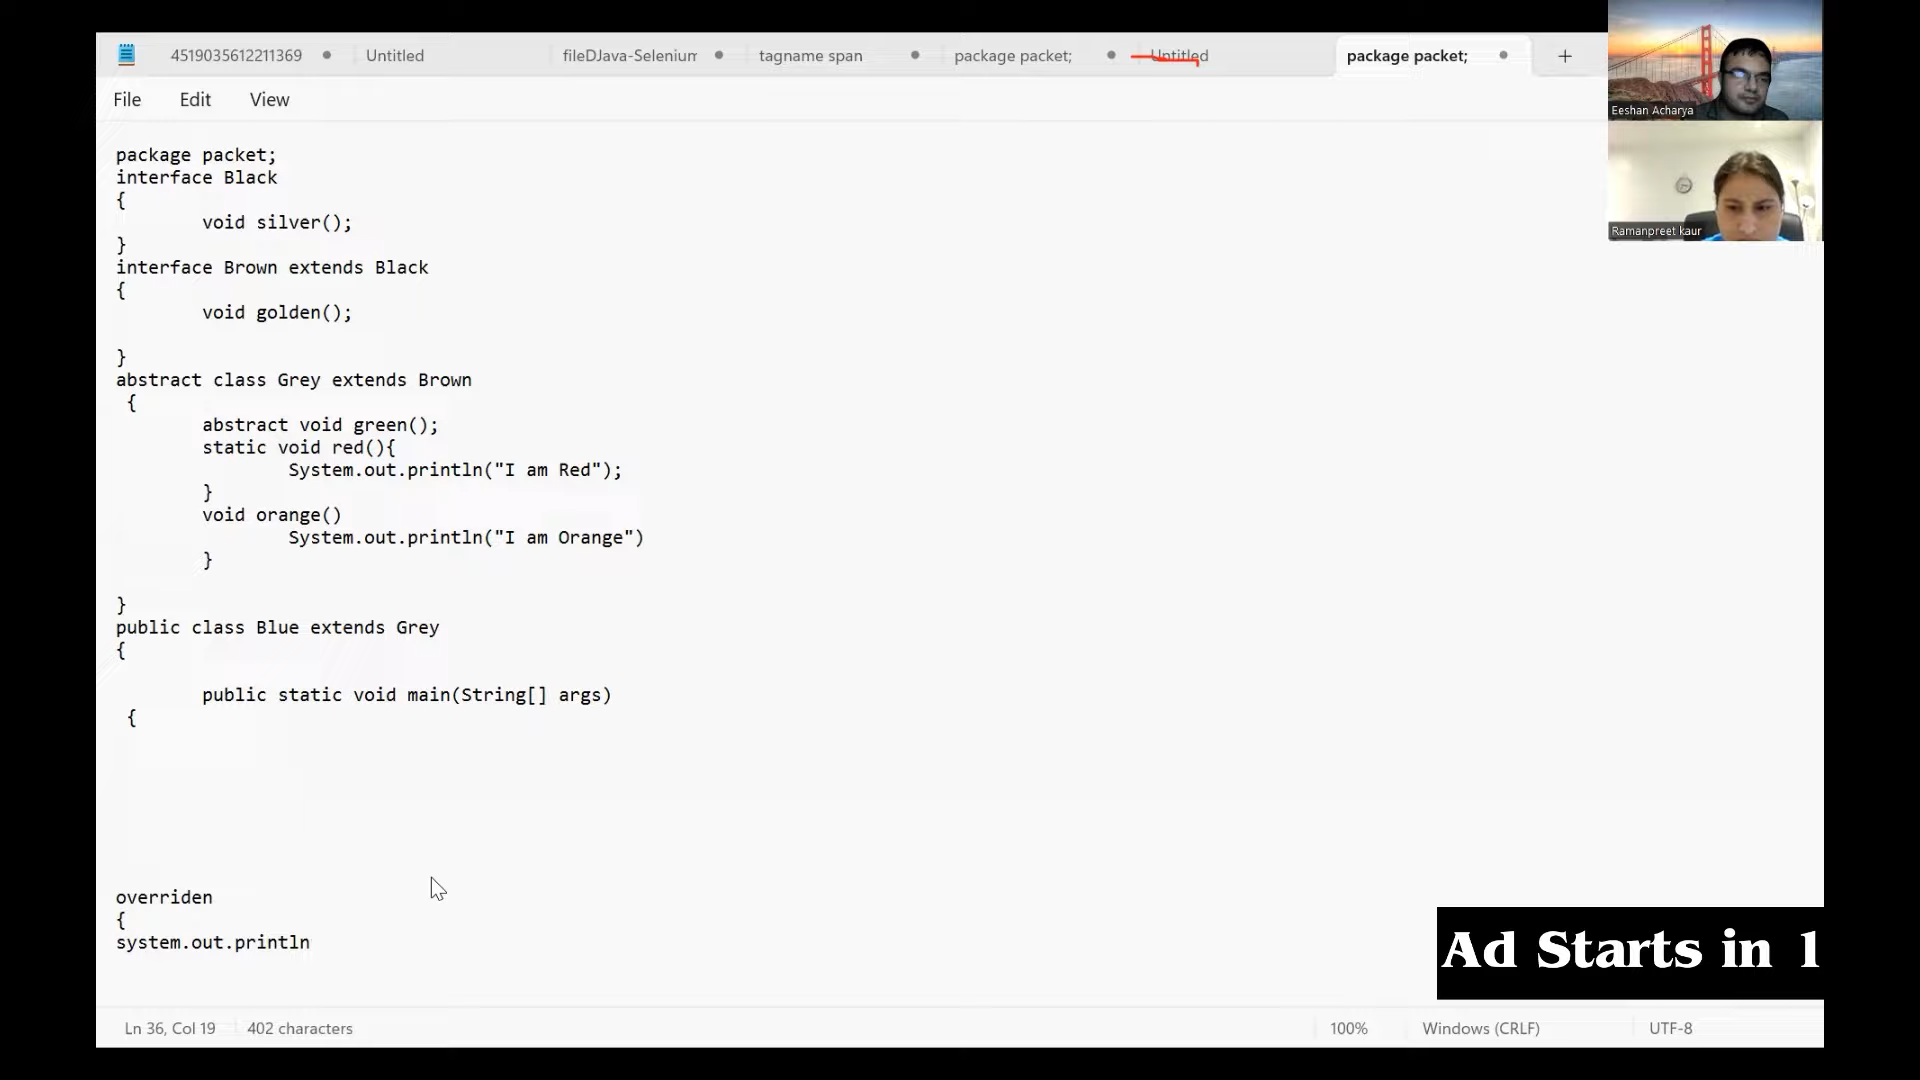 4519035612211369
Untitled
fileDJava-Selenium
tagname span
package packet;
Untitled
package packet;
File Edit View
Eeshan Acharya
Ramanpreet kaur
package packet;
interface Black
{
void silver();
}
interface Brown extends Black
{
void golden();
}
abstract class Grey extends Brown
{
abstract void green();
static void red(){
System.out.println("I am Red");
}
void orange()
System.out.println("I am Orange")
}
}
public class Blue extends Grey
{
public static void main(String[] args)
{
overriden
{
system.out.println
Ad Starts in 1
Ln 36, Col 19 402 characters 100% Windows (CRLF) UTF-8